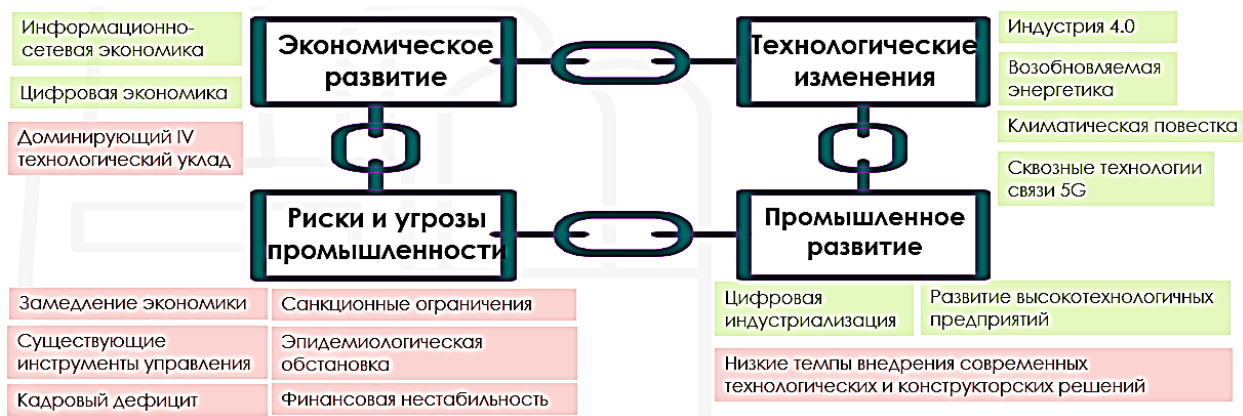 Информационно-
сетевая экономика
Цифровая экономика
Доминирующий IV
технологический уклад
Экономическое
развитие
Технологические
изменения
Индустрия 4.0
Возобновляемая
энергетика
Климатическая повестка
Сквозные технологии
связи 5G
Риски и угрозы
промышленности
Промышленное
развитие
Замедление экономики
Санкционные ограничения
Существующие
инструменты управления
Эпидемиологическая
обстановка
Кадровый дефицит
Финансовая нестабильность
Цифровая
индустриализация
Развитие высокотехнологичных
предприятий
Низкие темпы внедрения современных
технологических и конструкторских решений